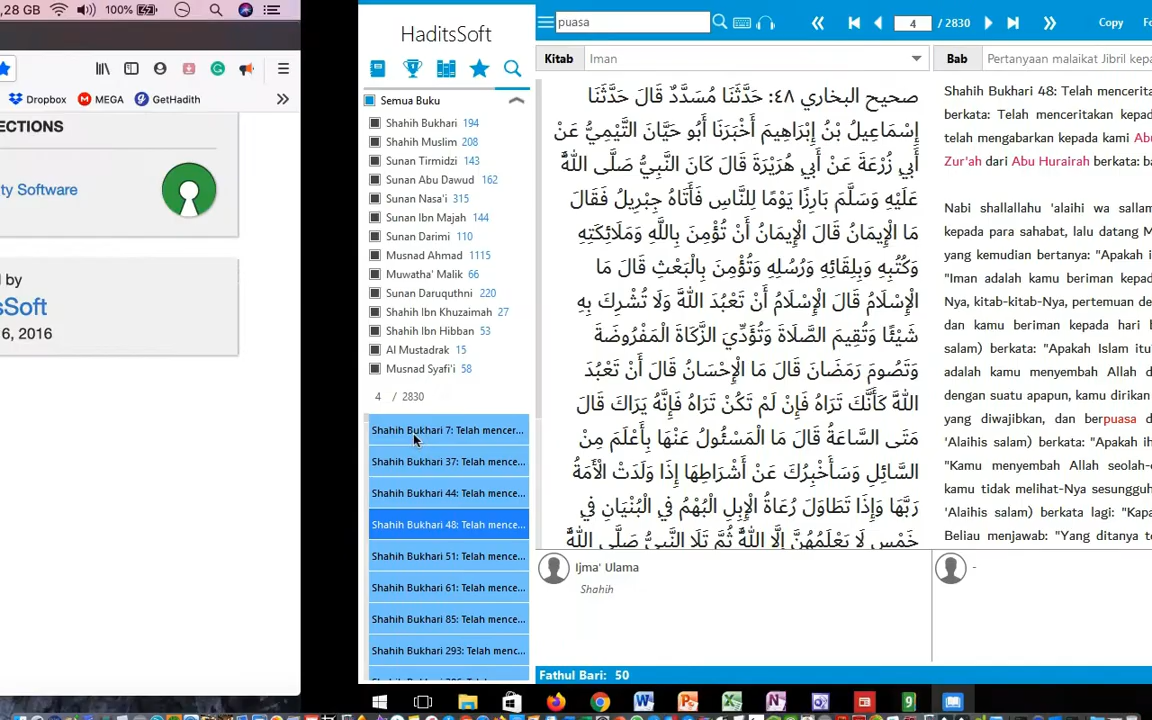 ,28 GB
100%
Dropbox
MEGA
GetHadith
ECTIONS
ty Software
d by
sSoft
6, 2016
HaditsSoft
Semua Buku
Shahih Bukhari 194
Shahih Muslim 208
Sunan Tirmidzi 143
Sunan Abu Dawud 162
Sunan Nasa'i 315
Sunan Ibn Majah 144
Sunan Darimi 110
Musnad Ahmad 1115
Muwatha' Malik 66
Sunan Daruquthni 220
Shahih Ibn Khuzaimah 27
Shahih Ibn Hibban 53
Al Mustadrak 15
Musnad Syafi'i 58
4 / 2830
Shahih Bukhari 7: Telah mencer...
Shahih Bukhari 37: Telah mence...
Shahih Bukhari 44: Telah mence...
Shahih Bukhari 48: Telah mence...
Shahih Bukhari 51: Telah mence...
Shahih Bukhari 61: Telah mence...
Shahih Bukhari 85: Telah mence...
Shahih Bukhari 293: Telah menc...
puasa
4 / 2830
Copy
Fo
Kitab
Iman
Bab
Pertanyaan malaikat Jibril kepa
صحيح البخاري ٤٨: حَدَّثَنَا مُسَدَّدٌ قَالَ حَدَّثَنَا
إِسْمَاعِيلُ بْنُ إِبْرَاهِيمَ أَخْبَرَنَا أَبُو حَيَّانَ التَّيْمِيُّ عَنْ
أَبِي زُرْعَةَ عَنْ أَبِي هُرَيْرَةَ قَالَ كَانَ النَّبِيُّ صَلَّى اللَّهُ
عَلَيْهِ وَسَلَّمَ بَارِزًا يَوْمًا لِلنَّاسِ فَأَتَاهُ جِبْرِيلُ فَقَالَ
مَا الْإِيمَانُ قَالَ الْإِيمَانُ أَنْ تُؤْمِنَ بِاللَّهِ وَمَلَائِكَتِهِ
وَكُتُبِهِ وَبِلِقَائِهِ وَرُسُلِهِ وَتُؤْمِنَ بِالْبَعْثِ قَالَ مَا
الْإِسْلَامُ قَالَ الْإِسْلَامُ أَنْ تَعْبُدَ اللَّهَ وَلَا تُشْرِكَ بِهِ
شَيْئًا وَتُقِيمَ الصَّلَاةَ وَتُؤَدِّيَ الزَّكَاةَ الْمَفْرُوضَةَ
وَتَصُومَ رَمَضَانَ قَالَ مَا الْإِحْسَانُ قَالَ أَنْ تَعْبُدَ
اللَّهَ كَأَنَّكَ تَرَاهُ فَإِنْ لَمْ تَكُنْ تَرَاهُ فَإِنَّهُ يَرَاكَ قَالَ
مَتَى السَّاعَةُ قَالَ مَا الْمَسْئُولُ عَنْهَا بِأَعْلَمَ مِنْ
السَّائِلِ وَسَأُخْبِرُكَ عَنْ أَشْرَاطِهَا إِذَا وَلَدَتْ الْأَمَةُ
رَبَّهَا وَإِذَا تَطَاوَلَ رُعَاةُ الْإِبِلِ الْبُهْمُ فِي الْبُنْيَانِ فِي
خَمْسٍ لَا يَعْلَمُهُنَّ إِلَّا اللَّهُ ثُمَّ تَلَا النَّبِيُّ صَلَّى اللَّهُ
Shahih Bukhari 48: Telah mencerita
berkata: Telah menceritakan kepad
telah mengabarkan kepada kami Ab
Zur'ah dari Abu Hurairah berkata: ba
Nabi shallallahu 'alaihi wa sallam
kepada para sahabat, lalu datang M
yang kemudian bertanya: "Apakah i
"Iman adalah kamu beriman kepad
Nya, kitab-kitab-Nya, pertemuan de
dan kamu beriman kepada hari b
salam) berkata: "Apakah Islam itu
adalah kamu menyembah Allah d
dengan suatu apapun, kamu dirikan
yang diwajibkan, dan berpuasa d
'Alaihis salam) berkata: "Apakah ih
"Kamu menyembah Allah seolah-
kamu tidak melihat-Nya sesungguh
'Alaihis salam) berkata lagi: "Kapa
Beliau menjawab: "Yang ditanya te
Ijma' Ulama
Shahih
-
Fathul Bari: 50